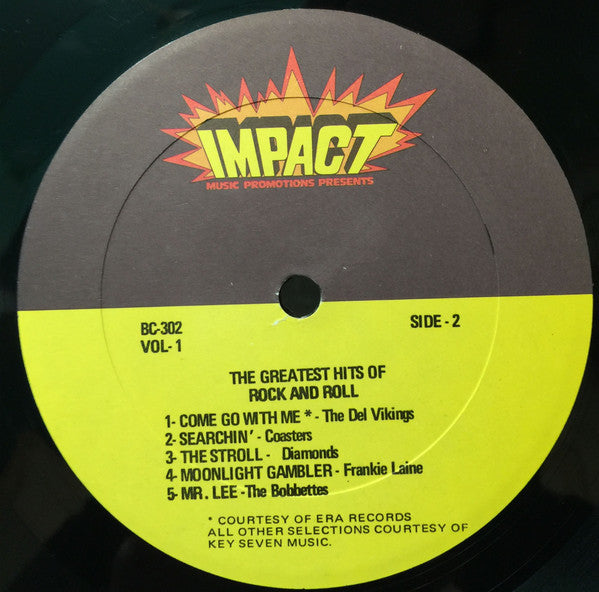 IMPACT
MUSIC PROMOTIONS PRESENTS
BC-302
VOL-1
SIDE-2
THE GREATEST HITS OF
ROCK AND ROLL
1- COME GO WITH ME * - The Del Vikings
2- SEARCHIN' - Coasters
3- THE STROLL - Diamonds
4- MOONLIGHT GAMBLER - Frankie Laine
5- MR. LEE -The Bobbettes
* COURTESY OF ERA RECORDS
ALL OTHER SELECTIONS COURTESY OF
KEY SEVEN MUSIC.